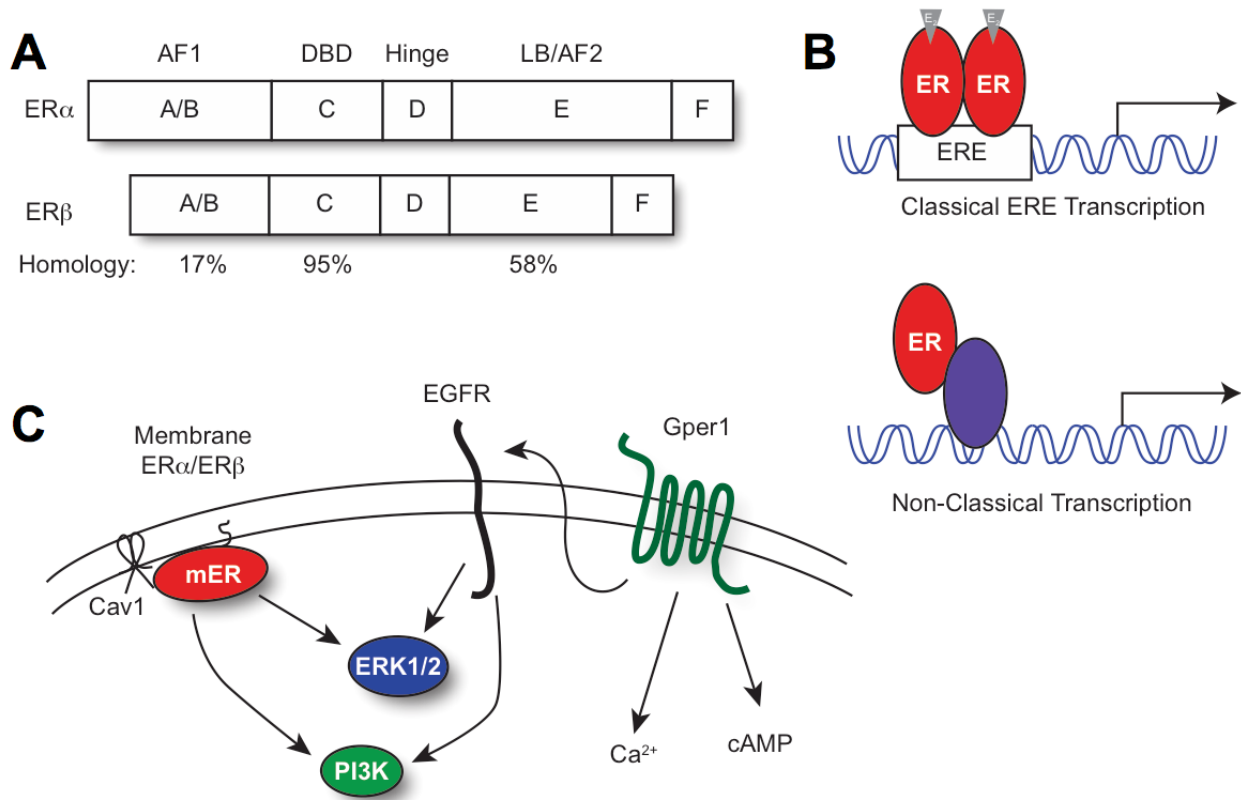 A
AF1 DBD Hinge LB/AF2
ERα A/B C D E F
ERβ A/B C D E F
Homology: 17% 95% 58%
B
E E
ER ER
ERE
Classical ERE Transcription
ER
Non-Classical Transcription
C
Membrane
ERα/ERβ
EGFR
Gper1
Cav1
mER
ERK1/2
PI3K
Ca²⁺
cAMP